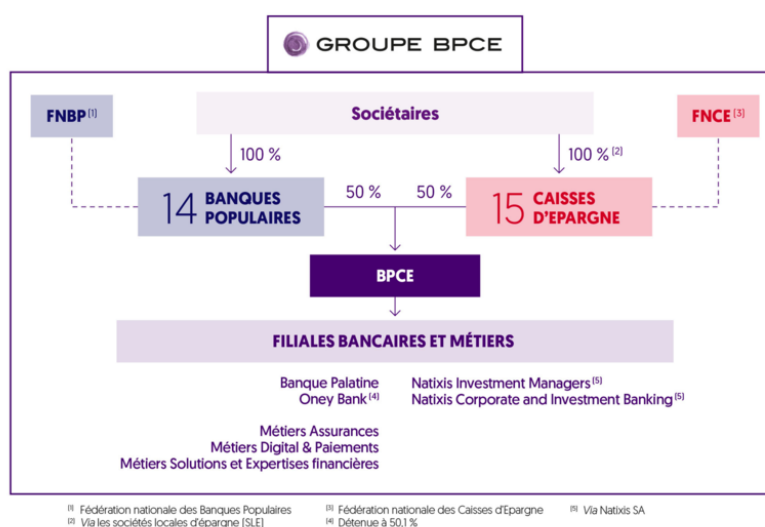 GROUPE BPCE
FNBP [1]
Sociétaires
FNCE [3]
100 %
100 % [2]
14 BANQUES POPULAIRES
50 %
50 %
15 CAISSES D'EPARGNE
BPCE
FILIALES BANCAIRES ET MÉTIERS
Banque Palatine
Oney Bank (4)
Natixis Investment Managers (5)
Natixis Corporate and Investment Banking (5)
Métiers Assurances
Métiers Digital & Paiements
Métiers Solutions et Expertises financières
[1] Fédération nationale des Banques Populaires
[2] Via les sociétés locales d'épargne [SLE]
[3] Fédération nationale des Caisses d'Epargne
[4] Détenue à 50,1 %
[5] Via Natixis SA